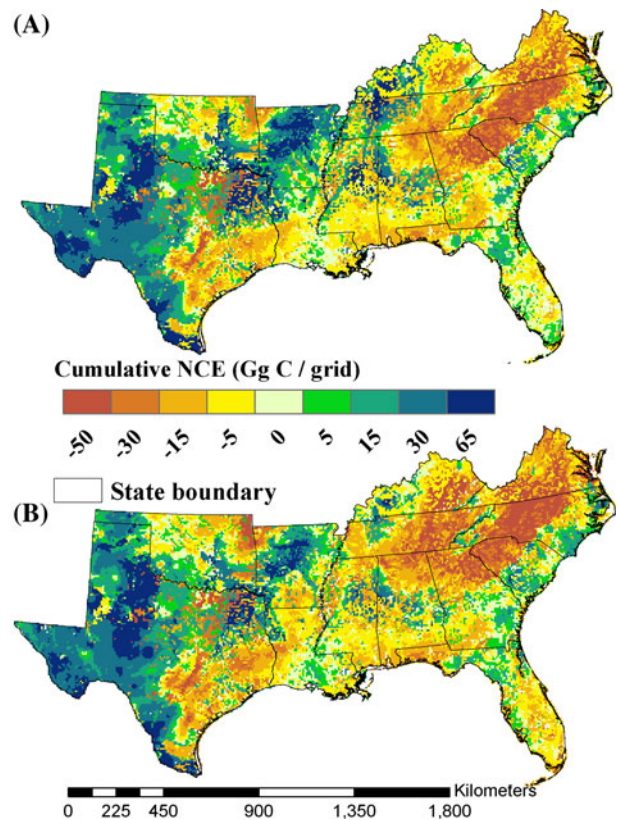 (A)
Cumulative NCE (Gg C / grid)
-50 -30 -15 -5 0 5 15 30 65
State boundary
(B)
Kilometers
0 225 450 900 1,350 1,800